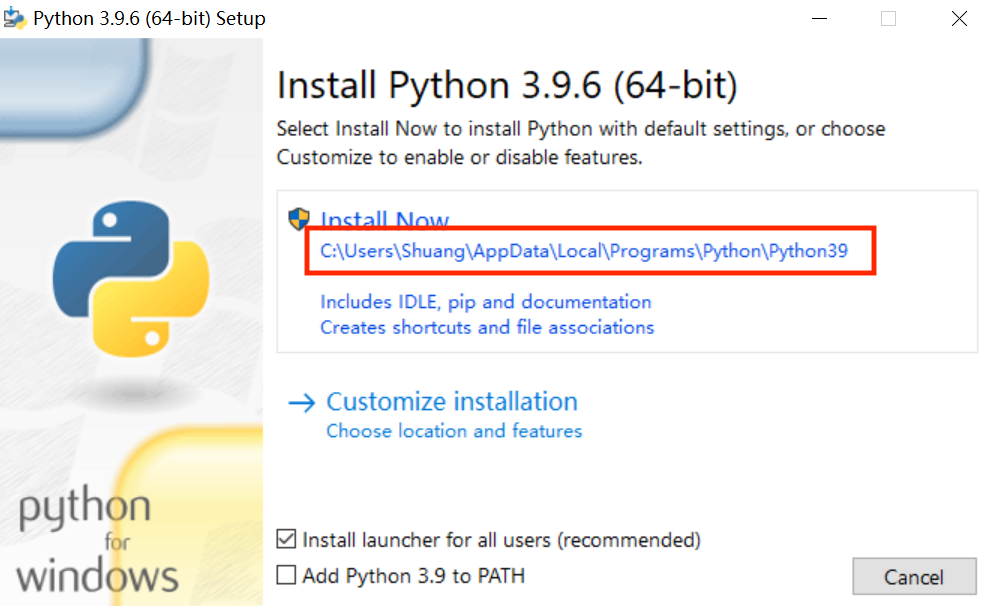 Python 3.9.6 (64-bit) Setup
Install Python 3.9.6 (64-bit)
Select Install Now to install Python with default settings, or choose
Customize to enable or disable features.
Install Now
C:\Users\Shuang\AppData\Local\Programs\Python\Python39
Includes IDLE, pip and documentation
Creates shortcuts and file associations
Customize installation
Choose location and features
python
for
windows
Install launcher for all users (recommended)
Add Python 3.9 to PATH
Cancel